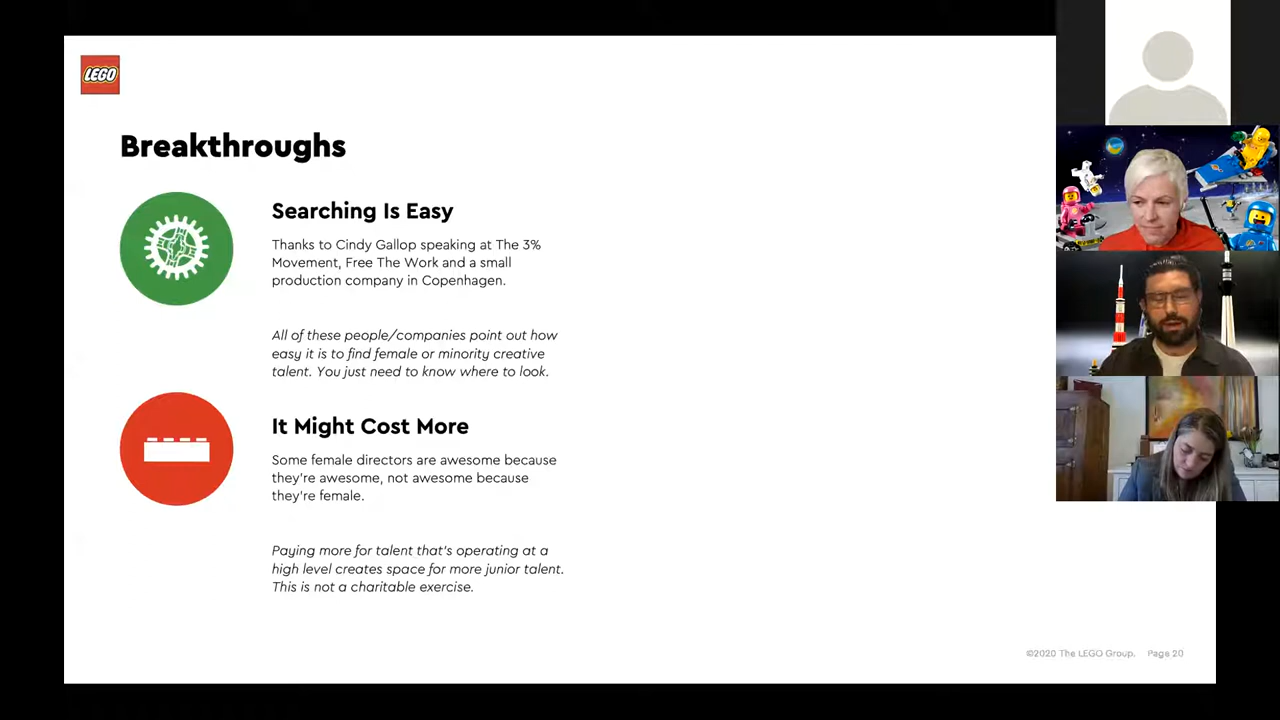 LEGO
Breakthroughs
Searching Is Easy
Thanks to Cindy Gallop speaking at The 3%
Movement, Free The Work and a small
production company in Copenhagen.
All of these people/companies point out how
easy it is to find female or minority creative
talent. You just need to know where to look.
It Might Cost More
Some female directors are awesome because
they're awesome, not awesome because
they're female.
Paying more for talent that's operating at a
high level creates space for more junior talent.
This is not a charitable exercise.
©2020 The LEGO Group. Page 20